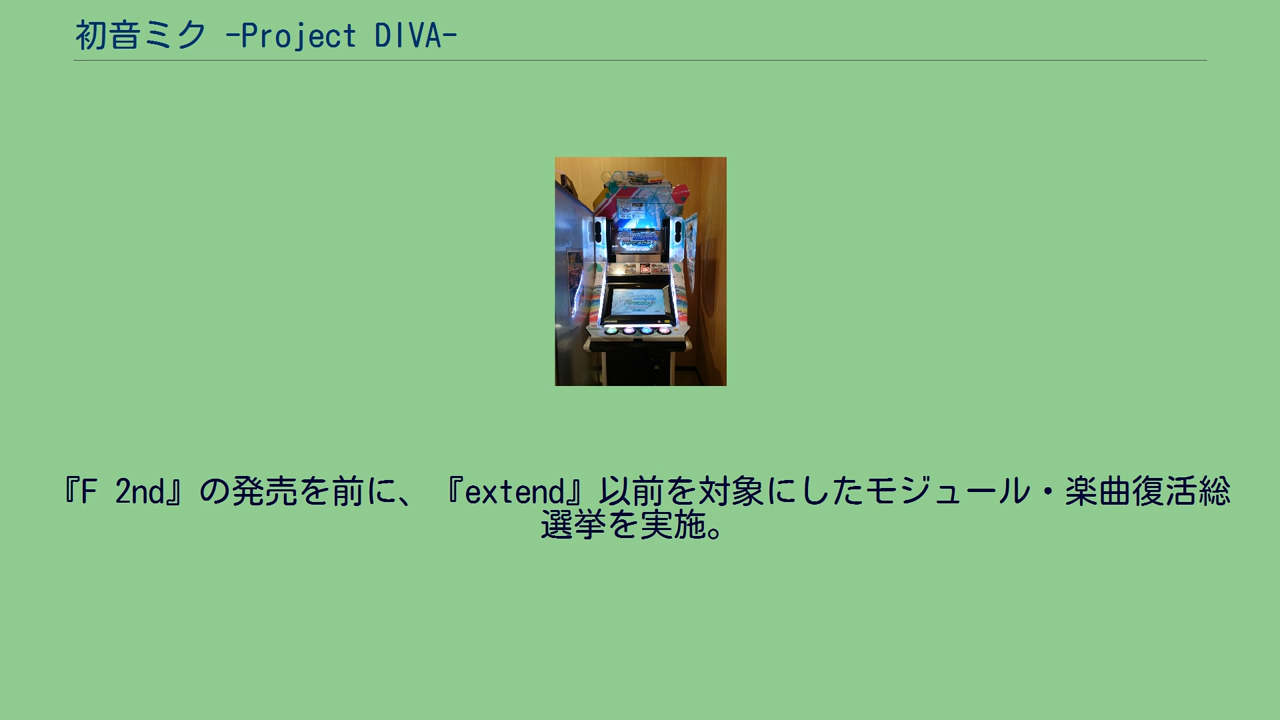 初音ミク -Project DIVA-
『F 2nd』の発売を前に、『extend』以前を対象にしたモジュール・楽曲復活総
選挙を実施。